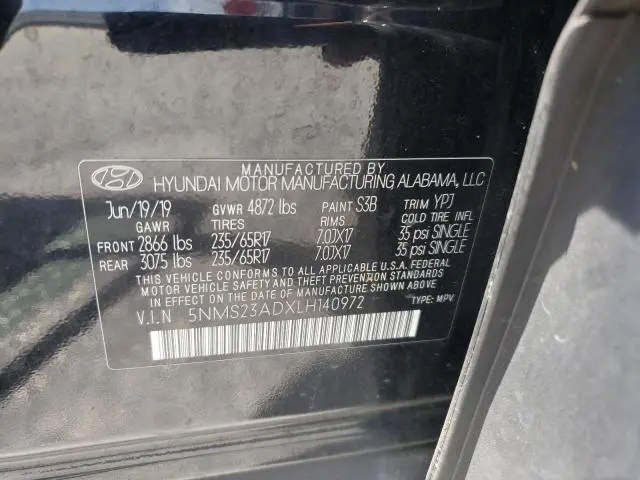 MANUFACTURED BY
HYUNDAI MOTOR MANUFACTURING ALABAMA, LLC
Jun/19/19 GVWR 4872 lbs PAINT S3B TRIM YPJ
GAWR TIRES RIMS COLD TIRE INFL
FRONT 2866 lbs 235/65R17 7.0JX17 35 psi SINGLE
REAR 3075 lbs 235/65R17 7.0JX17 35 psi SINGLE
THIS VEHICLE CONFORMS TO ALL APPLICABLE U.S.A. FEDERAL
MOTOR VEHICLE SAFETY AND THEFT PREVENTION STANDARDS
IN EFFECT ON THE DATE OF MANUFACTURE SHOWN ABOVE.
V.I.N 5NMS23ADXLH140972 TYPE: MPV